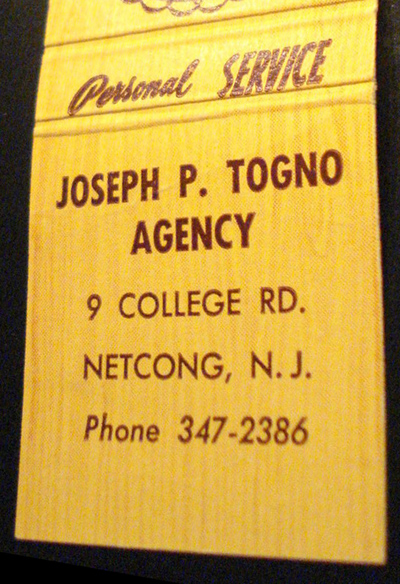 Personal SERVICE
JOSEPH P. TOGNO
AGENCY
9 COLLEGE RD.
NETCONG, N.J.
Phone 347-2386